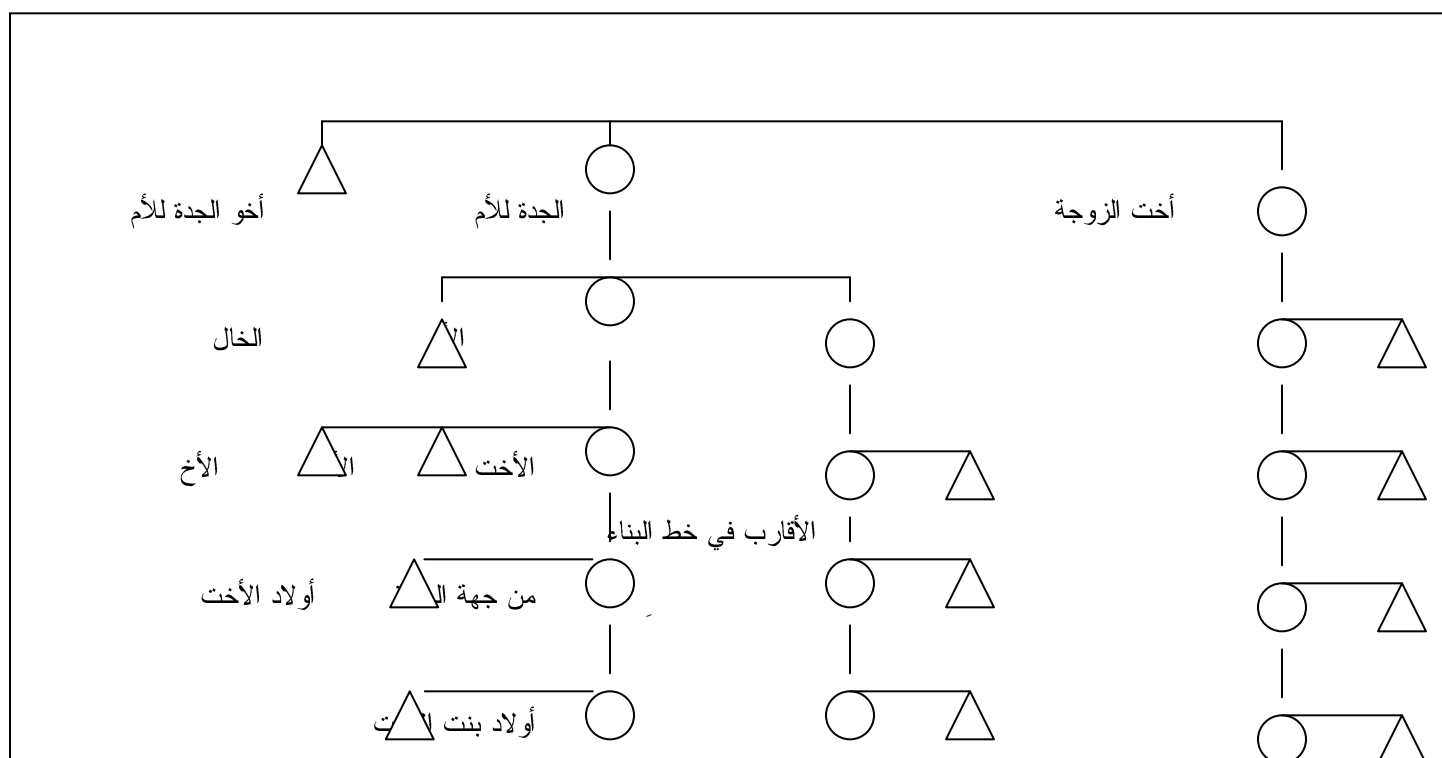 أخت الزوجة الجدة للأم أخو الجدة للأم
الخال
الأخت الأخ
الأقارب في خط البناء
من جهة أولاد الأخت
أولاد بنت